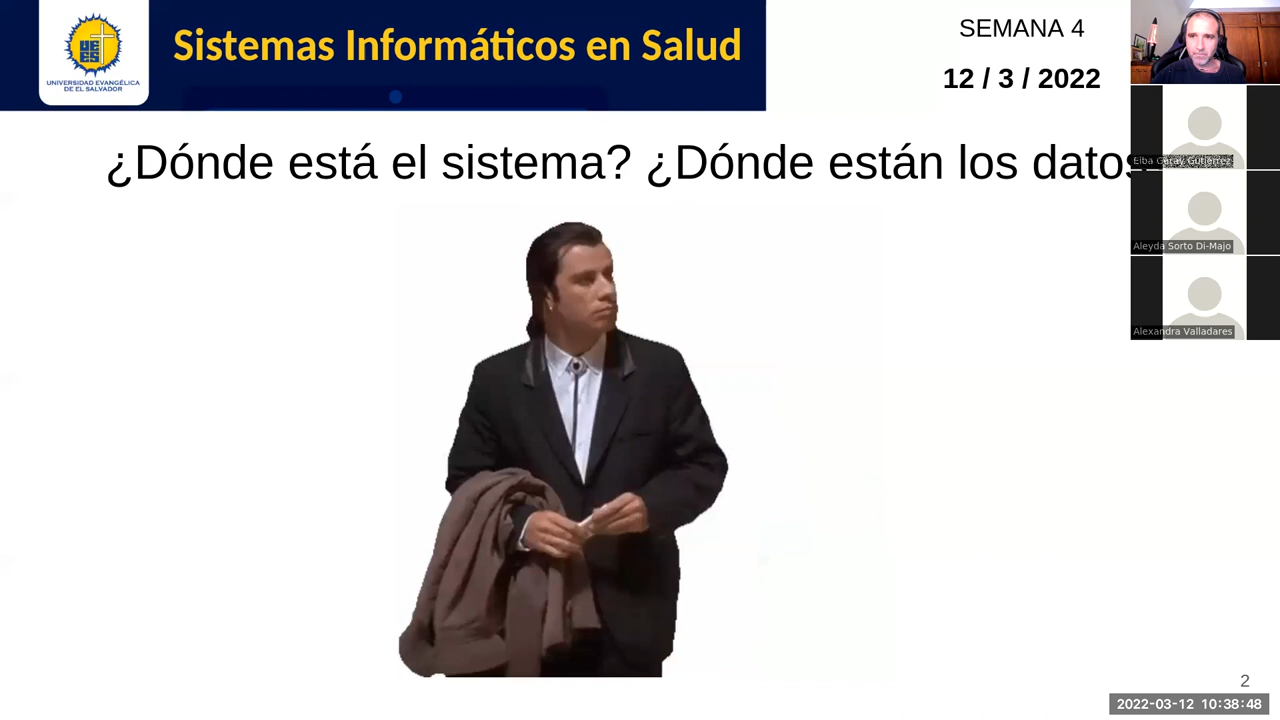 Sistemas Informáticos en Salud
UNIVERSIDAD EVANGÉLICA
DE EL SALVADOR
SEMANA 4
12 / 3 / 2022
¿Dónde está el sistema? ¿Dónde están los datos
Elba Garay Gutierrez
Aleyda Sorto Di-Majo
Alexandra Valladares
2
2022-03-12 10:38:48